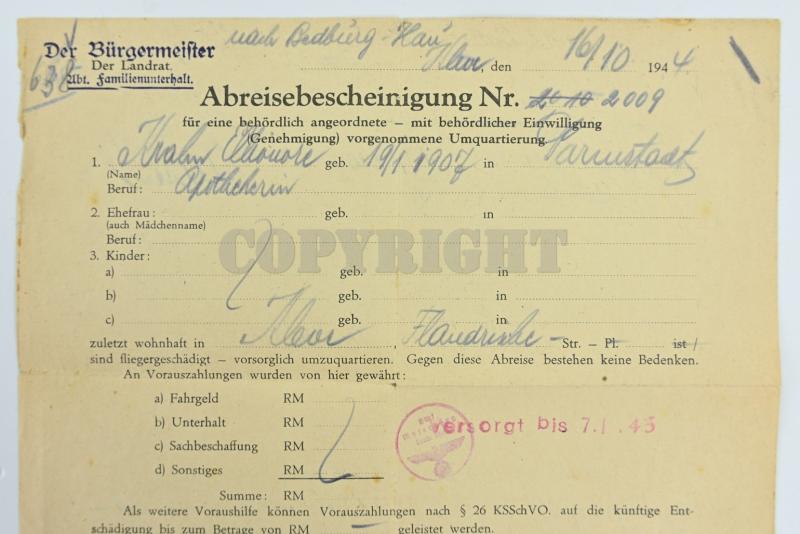 nach Bedburg-Hau
Der Bürgermeister
Der Landrat
Abt. Familienunterhalt.
Kleve, den 16/10 1944
Abreisebescheinigung Nr. 20 10 2009
für eine behördlich angeordnete – mit behördlicher Einwilligung
(Genehmigung) vorgenommene Umquartierung.
1. Krahn Elonore geb. 19/1 1907 in Darmstadt
(Name)
Beruf: Apothekerin
2. Ehefrau: geb. in
(auch Mädchenname)
Beruf:
3. Kinder:
COPYRIGHT
a) geb. in
b) geb. in
c) geb. in
zuletzt wohnhaft in Kleve, Flandrische - Str. – Pl. ist/
sind fliegergeschädigt – vorsorglich umzuquartieren. Gegen diese Abreise bestehen keine Bedenken.
An Vorauszahlungen wurden von hier gewährt:
a) Fahrgeld RM
b) Unterhalt RM
c) Sachbeschaffung RM
d) Sonstiges RM
versorgt bis 7.1.45
Summe: RM
Als weitere Voraushilfe können Vorauszahlungen nach § 26 KSSchVO. auf die künftige Ent-
schädigung bis zum Betrage von RM — geleistet werden.